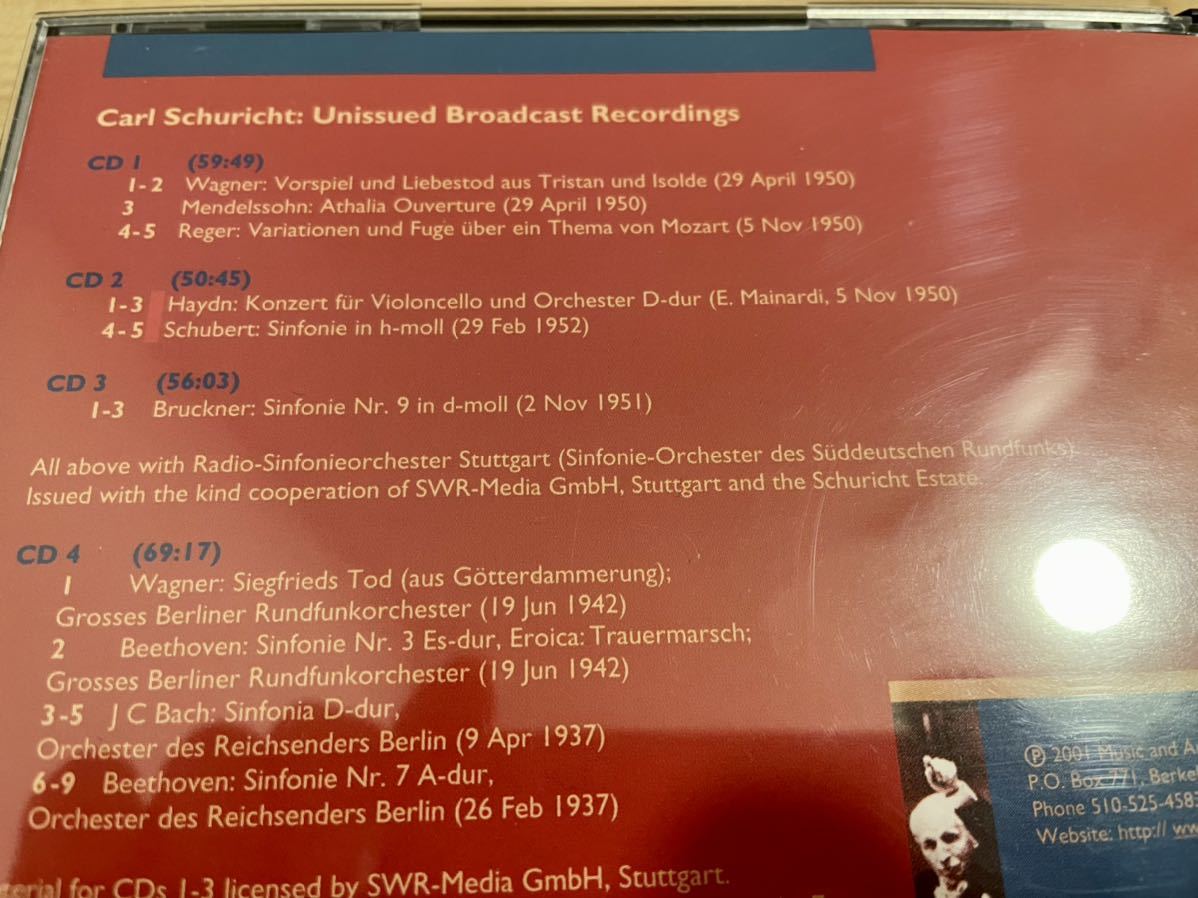 Carl Schuricht: Unissued Broadcast Recordings
CD 1 (59:49)
1-2 Wagner: Vorspiel und Liebestod aus Tristan und Isolde (29 April 1950)
3 Mendelssohn: Athalia Ouverture (29 April 1950)
4-5 Reger: Variationen und Fuge über ein Thema von Mozart (5 Nov 1950)
CD 2 (50:45)
1-3 Haydn: Konzert für Violoncello und Orchester D-dur (E. Mainardi, 5 Nov 1950)
4-5 Schubert: Sinfonie in h-moll (29 Feb 1952)
CD 3 (56:03)
1-3 Bruckner: Sinfonie Nr. 9 in d-moll (2 Nov 1951)
All above with Radio-Sinfonieorchester Stuttgart (Sinfonie-Orchester des Süddeutschen Rundfunks)
Issued with the kind cooperation of SWR-Media GmbH, Stuttgart and the Schuricht Estate.
CD 4 (69:17)
1 Wagner: Siegfrieds Tod (aus Götterdammerung);
Grosses Berliner Rundfunkorchester (19 Jun 1942)
2 Beethoven: Sinfonie Nr. 3 Es-dur, Eroica: Trauermarsch;
Grosses Berliner Rundfunkorchester (19 Jun 1942)
3-5 J C Bach: Sinfonia D-dur,
Orchester des Reichsenders Berlin (9 Apr 1937)
6-9 Beethoven: Sinfonie Nr. 7 A-dur,
Orchester des Reichsenders Berlin (26 Feb 1937)
for CDs 1-3 licensed by SWR-Media GmbH, Stuttgart.
℗ 2001 Music and
P.O. Box 771,
Phone 510-525-458
Website: http://